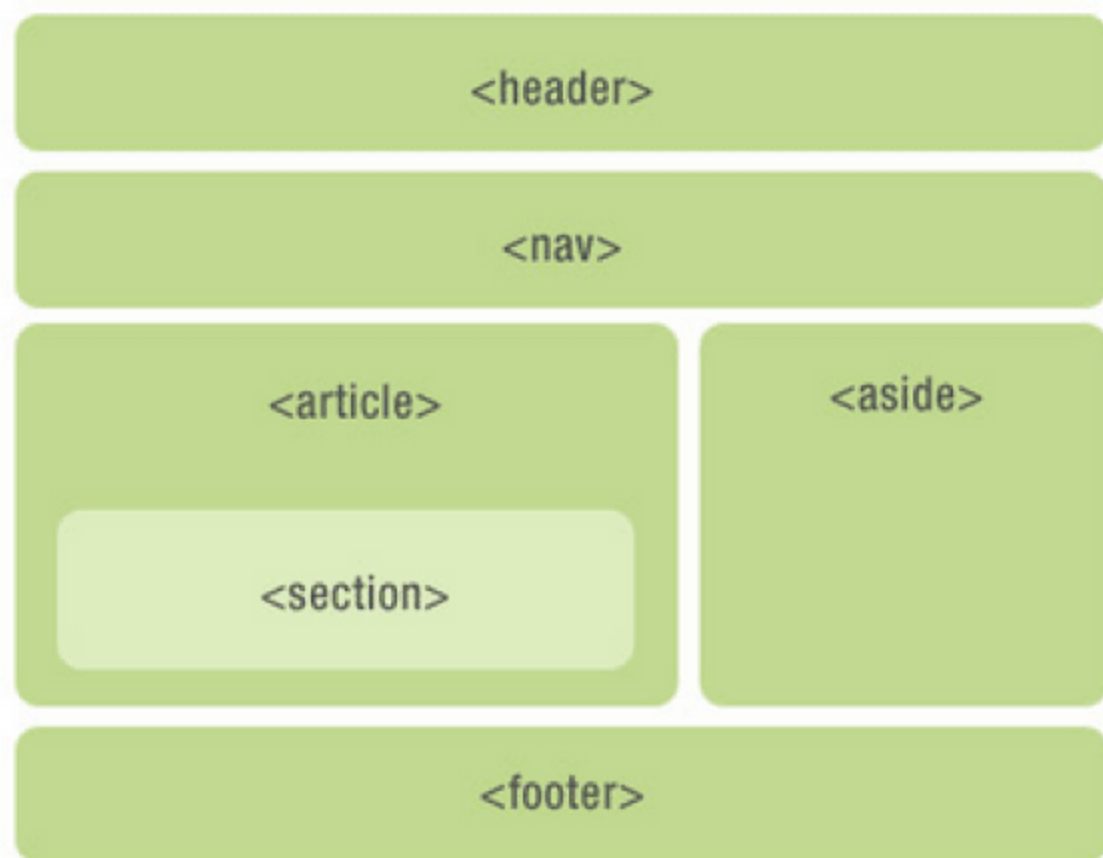 <header>
<nav>
<article>
<aside>
<section>
<footer>